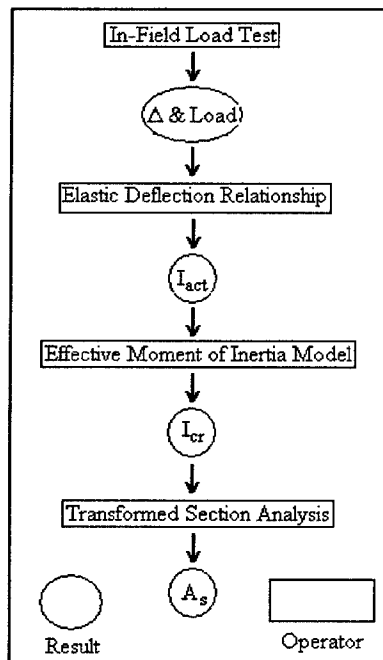 In-Field Load Test
Δ & Load
Elastic Deflection Relationship
I_act
Effective Moment of Inertia Model
I_cr
Transformed Section Analysis
A_s
Result
Operator